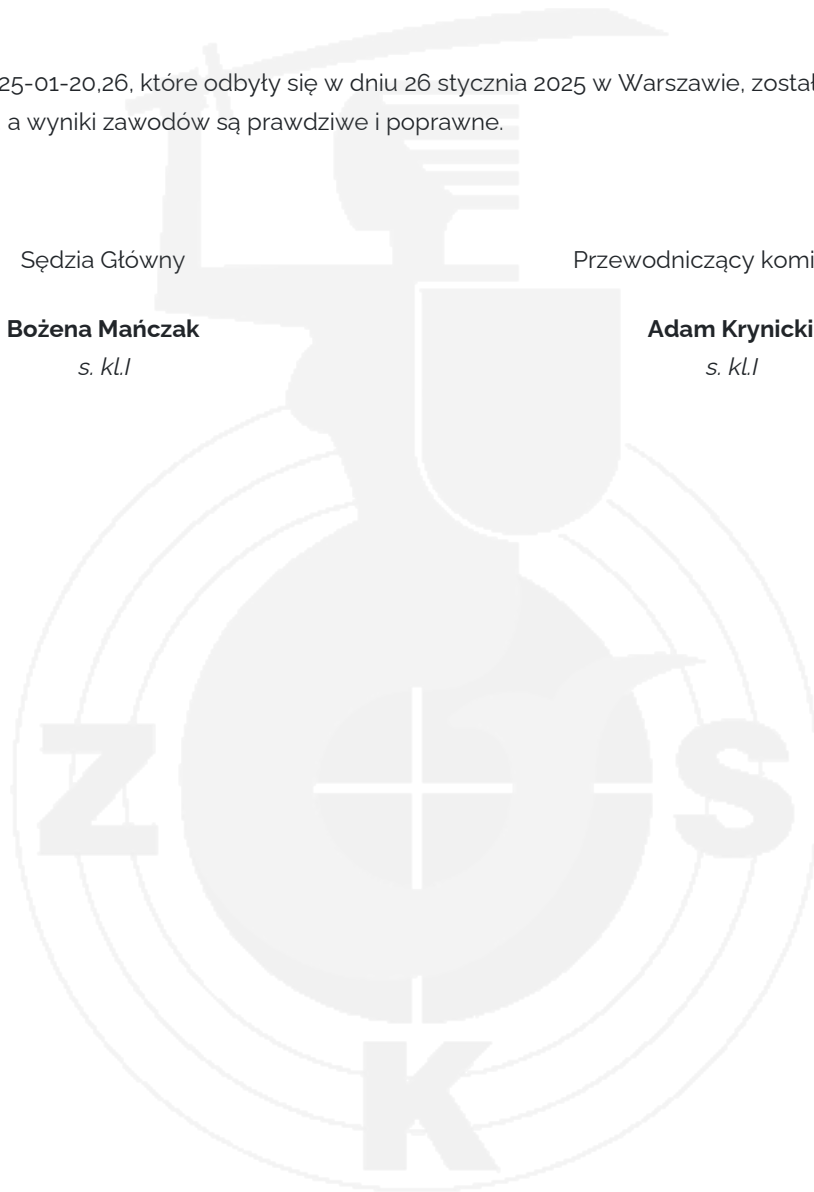 25-01-20,26, które odbyły się w dniu 26 stycznia 2025 w Warszawie, został
a wyniki zawodów są prawdziwe i poprawne.
Sędzia Główny Przewodniczący komi
Bożena Mańczak Adam Krynicki
s. kl.I s. kl.I
Z S
K